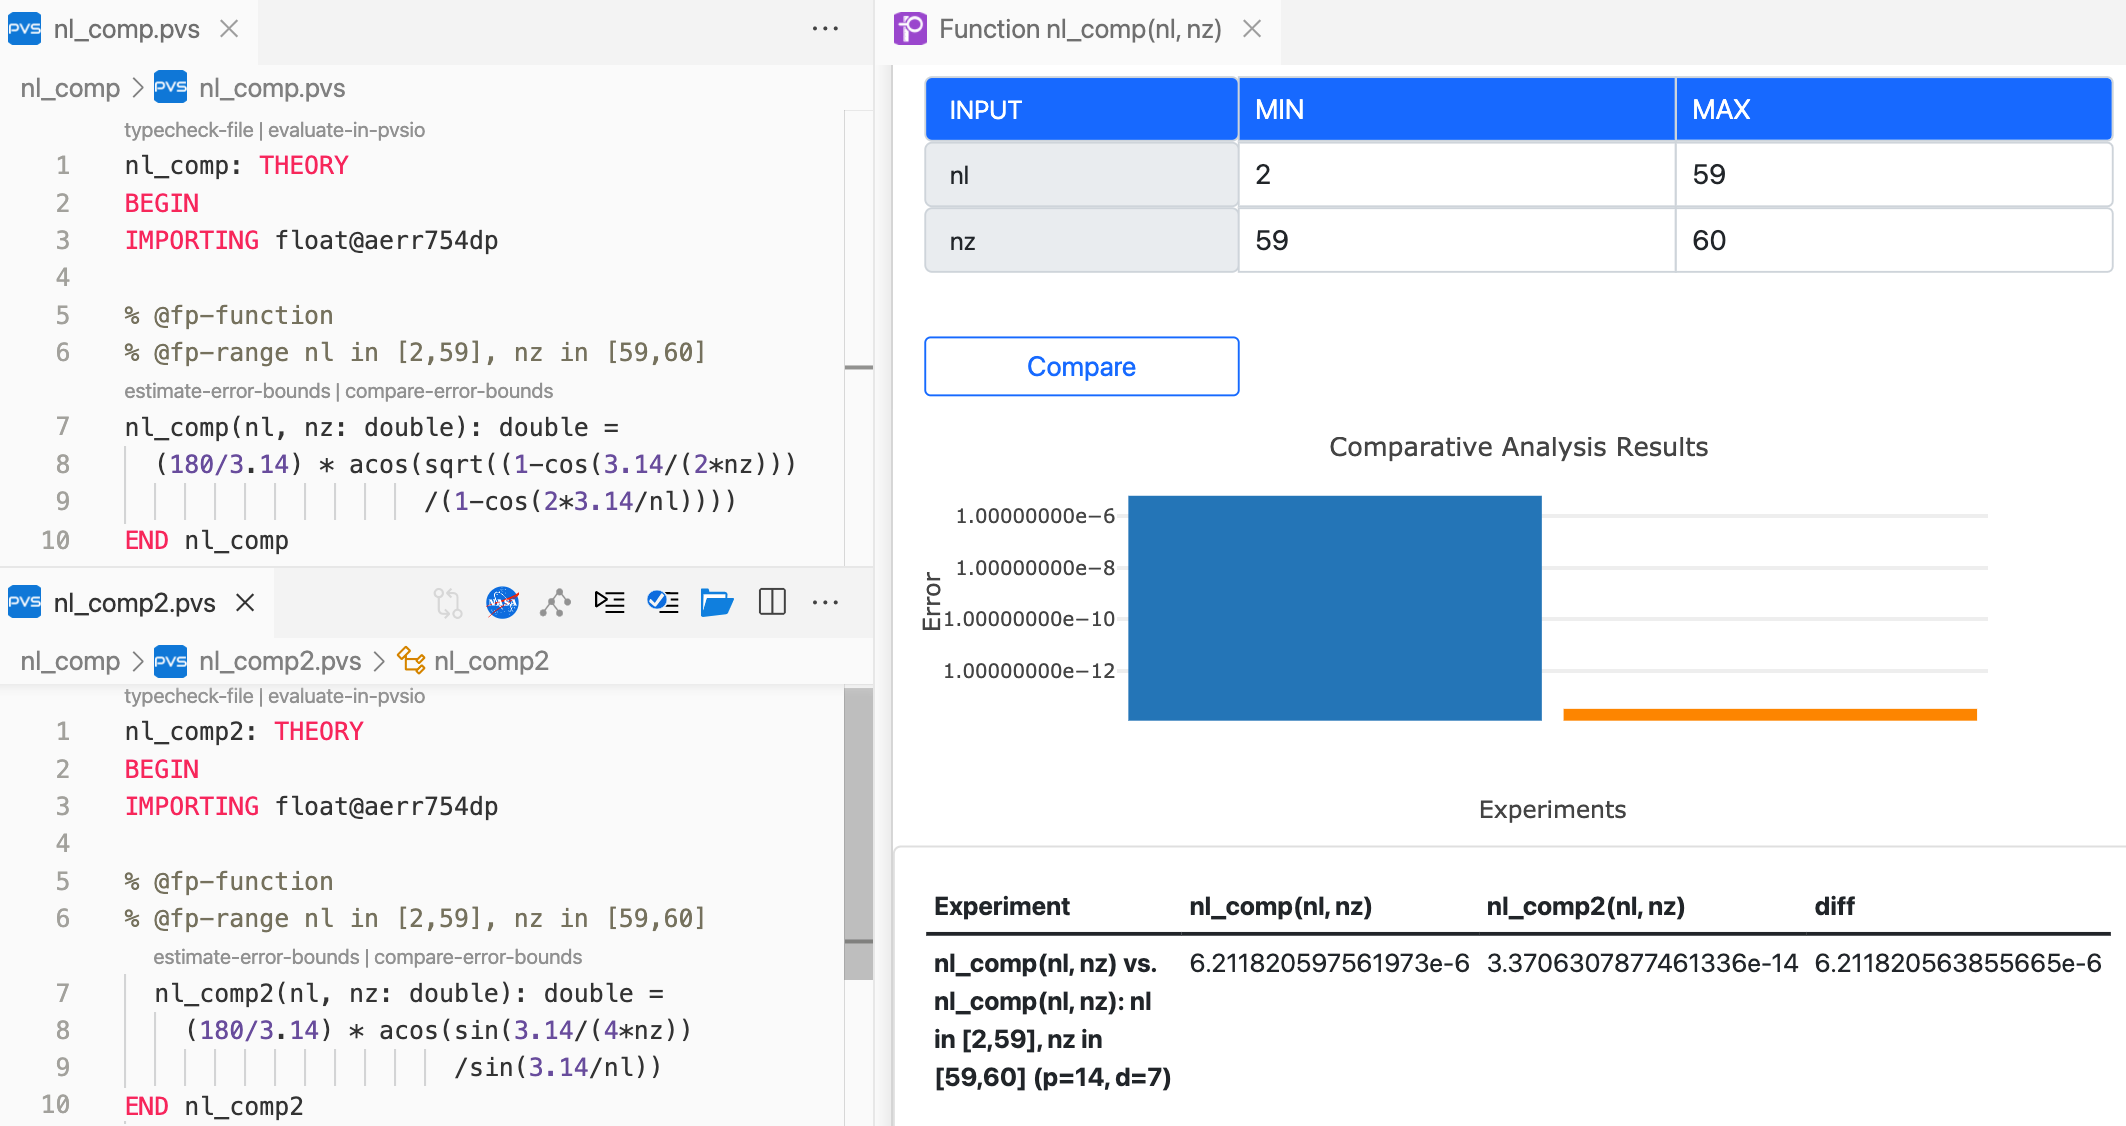 PVS nl_comp.pvs
nl_comp > PVS nl_comp.pvs
typecheck-file | evaluate-in-pvsio
1 nl_comp: THEORY
2 BEGIN
3 IMPORTING float@aerr754dp
4
5 % @fp-function
6 % @fp-range nl in [2,59], nz in [59,60]
estimate-error-bounds | compare-error-bounds
7 nl_comp(nl, nz: double): double =
8 (180/3.14) * acos(sqrt((1-cos(3.14/(2*nz)))
9 /(1-cos(2*3.14/nl))))
10 END nl_comp
PVS nl_comp2.pvs
NASA
nl_comp > PVS nl_comp2.pvs > nl_comp2
typecheck-file | evaluate-in-pvsio
1 nl_comp2: THEORY
2 BEGIN
3 IMPORTING float@aerr754dp
4
5 % @fp-function
6 % @fp-range nl in [2,59], nz in [59,60]
estimate-error-bounds | compare-error-bounds
7 nl_comp2(nl, nz: double): double =
8 (180/3.14) * acos(sin(3.14/(4*nz))
9 /sin(3.14/nl))
10 END nl_comp2
Function nl_comp(nl, nz)
INPUT MIN MAX
nl 2 59
nz 59 60
Compare
Comparative Analysis Results
Error
1.00000000e−6
1.00000000e−8
1.00000000e−10
1.00000000e−12
Experiments
Experiment nl_comp(nl, nz) nl_comp2(nl, nz) diff
nl_comp(nl, nz) vs. 6.211820597561973e-6 3.3706307877461336e-14 6.211820563855665e-6
nl_comp(nl, nz): nl
in [2,59], nz in
[59,60] (p=14, d=7)